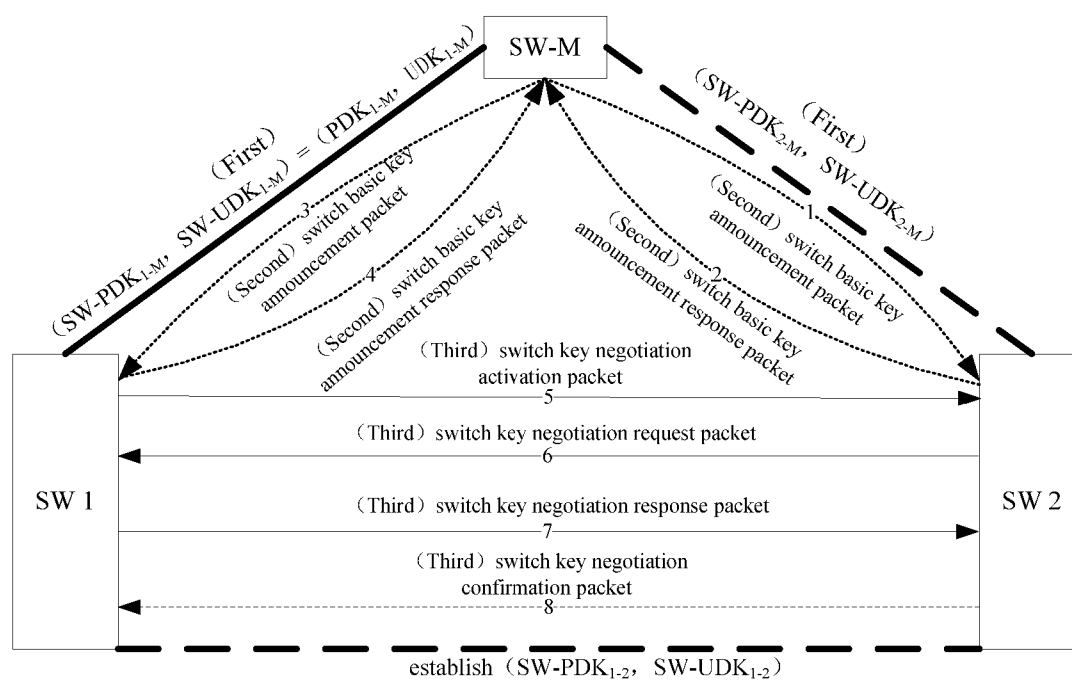 SW-M
（First）
(SW-PDK1-M, SW-UDK1-M) = (PDK1-M, UDK1-M)
（First）
(SW-PDK2-M, SW-UDK2-M)
3
（Second）switch basic key
announcement packet
4
（Second）switch basic key
announcement response packet
1
（Second）switch basic key
announcement packet
2
（Second）switch basic key
announcement response packet
（Third）switch key negotiation
activation packet
5
（Third）switch key negotiation request packet
6
SW 1
SW 2
（Third）switch key negotiation response packet
7
（Third）switch key negotiation
confirmation packet
8
establish（SW-PDK1-2, SW-UDK1-2）